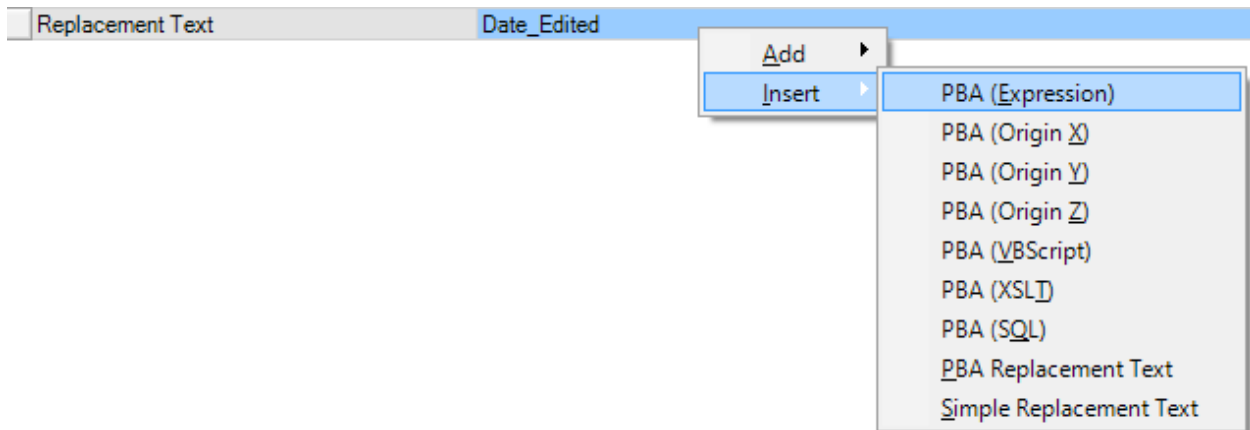 Replacement Text Date_Edited
Add
Insert PBA (Expression)
PBA (Origin X)
PBA (Origin Y)
PBA (Origin Z)
PBA (VBScript)
PBA (XSLT)
PBA (SQL)
PBA Replacement Text
Simple Replacement Text